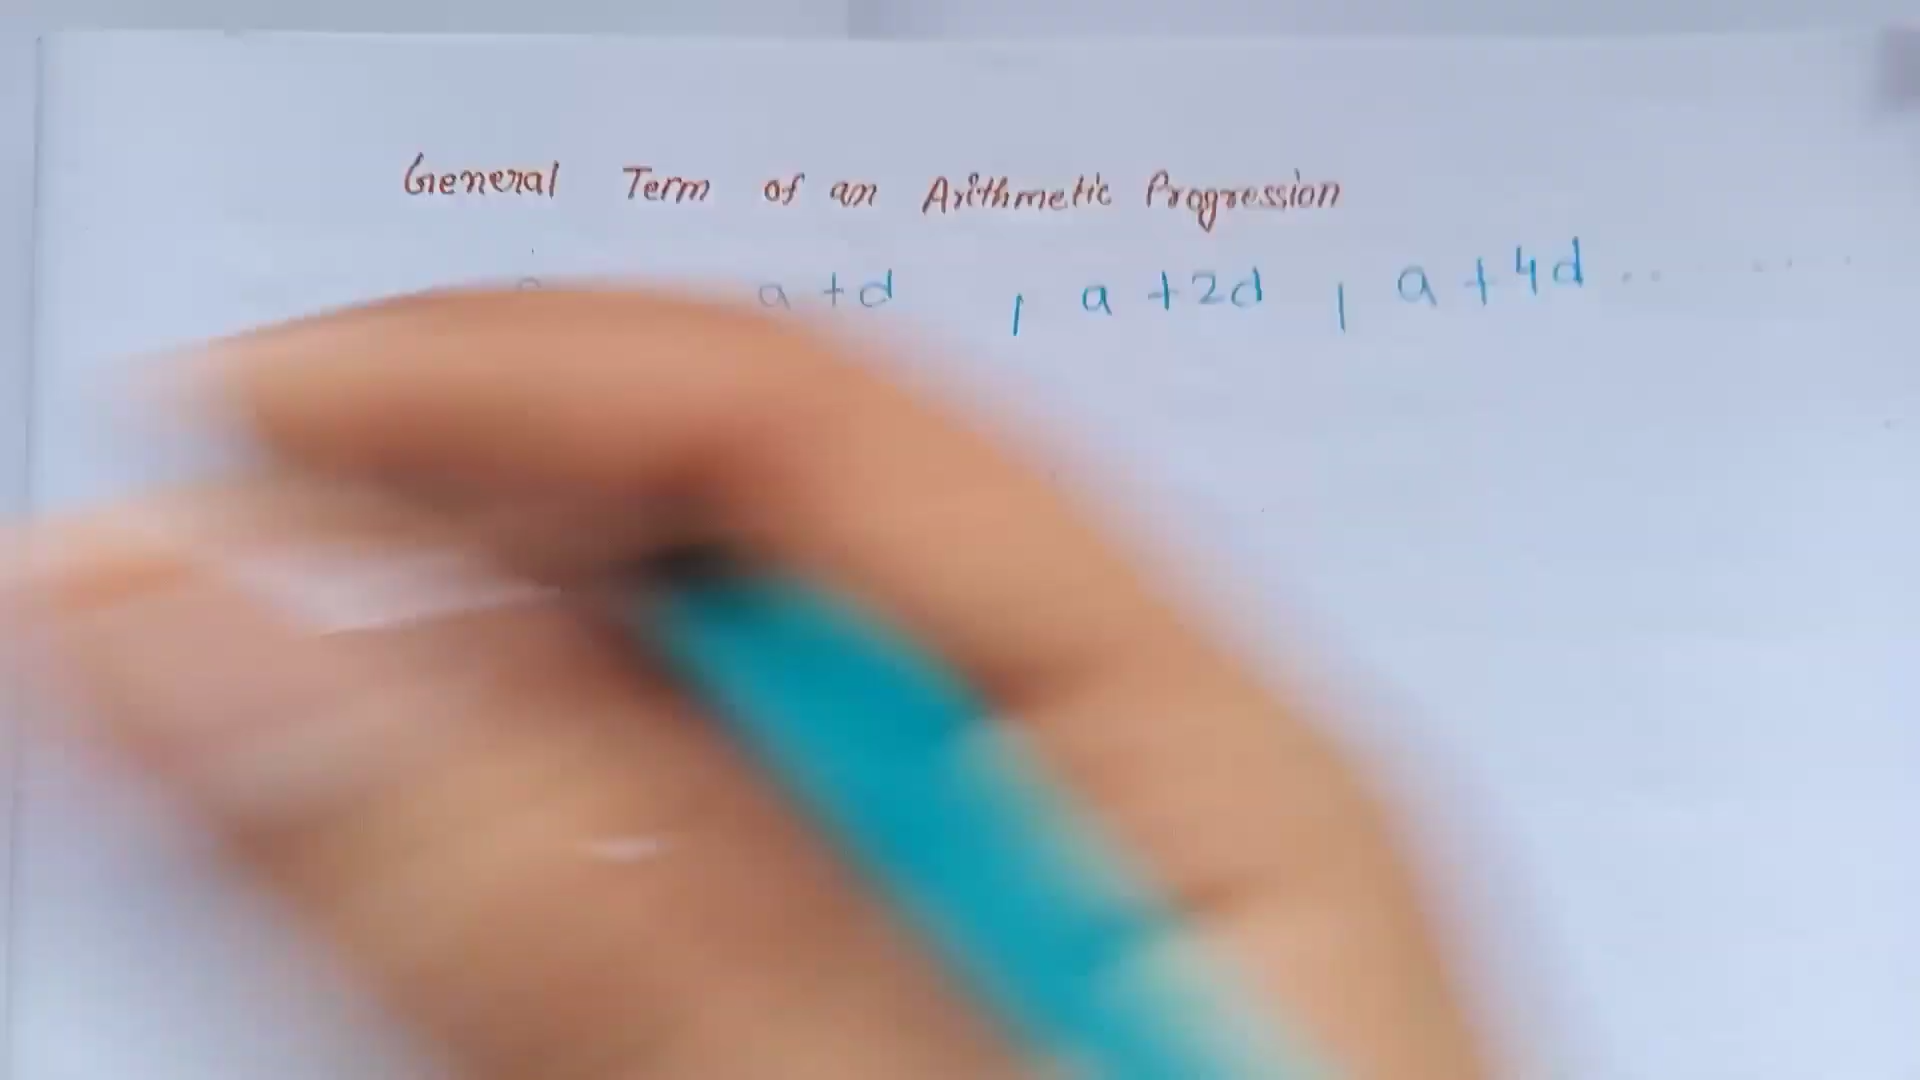 General Term of an Arithmetic Progression
a + d , a + 2d , a + 4d ..........